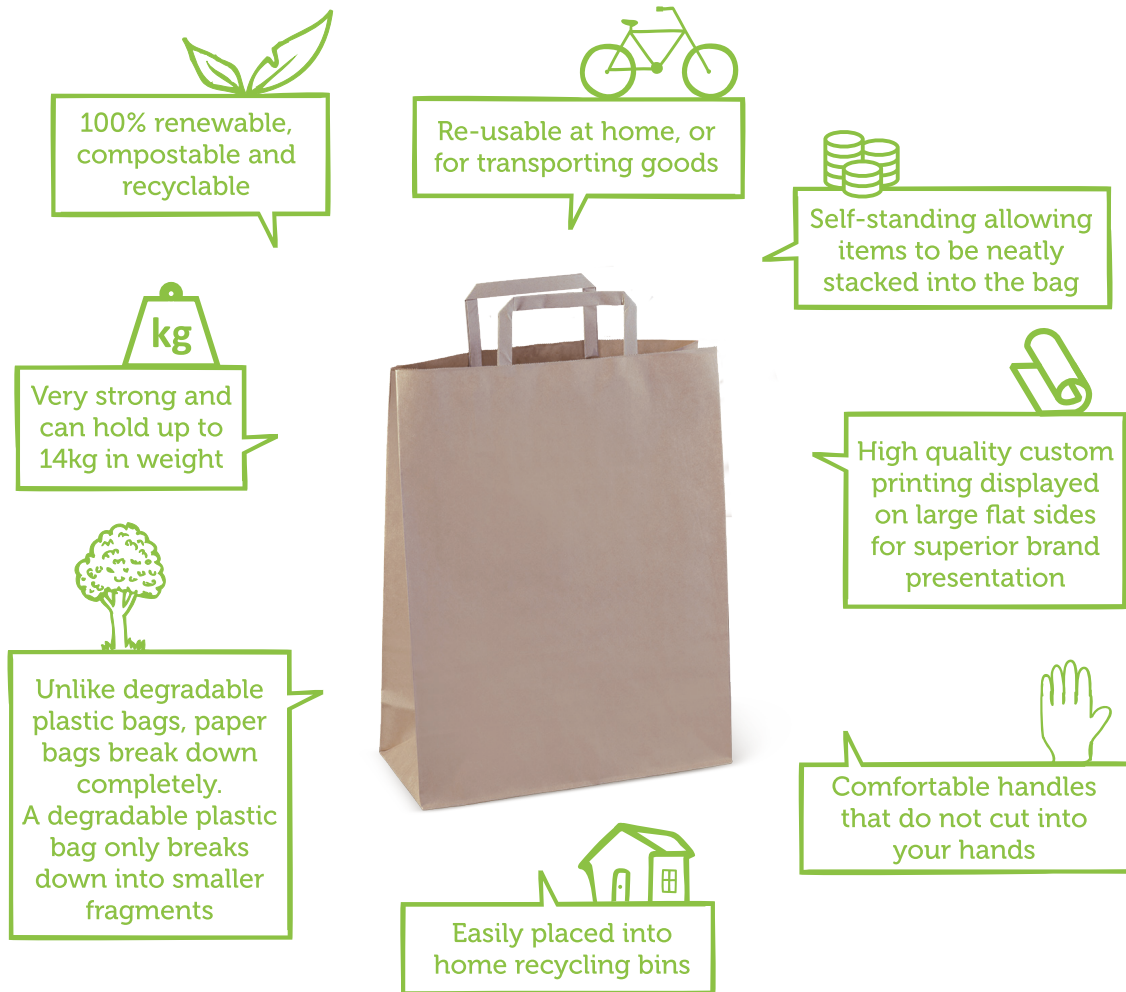 100% renewable,
compostable and
recyclable
Re-usable at home, or
for transporting goods
Self-standing allowing
items to be neatly
stacked into the bag
kg
Very strong and
can hold up to
14kg in weight
High quality custom
printing displayed
on large flat sides
for superior brand
presentation
Unlike degradable
plastic bags, paper
bags break down
completely.
A degradable plastic
bag only breaks
down into smaller
fragments
Comfortable handles
that do not cut into
your hands
Easily placed into
home recycling bins